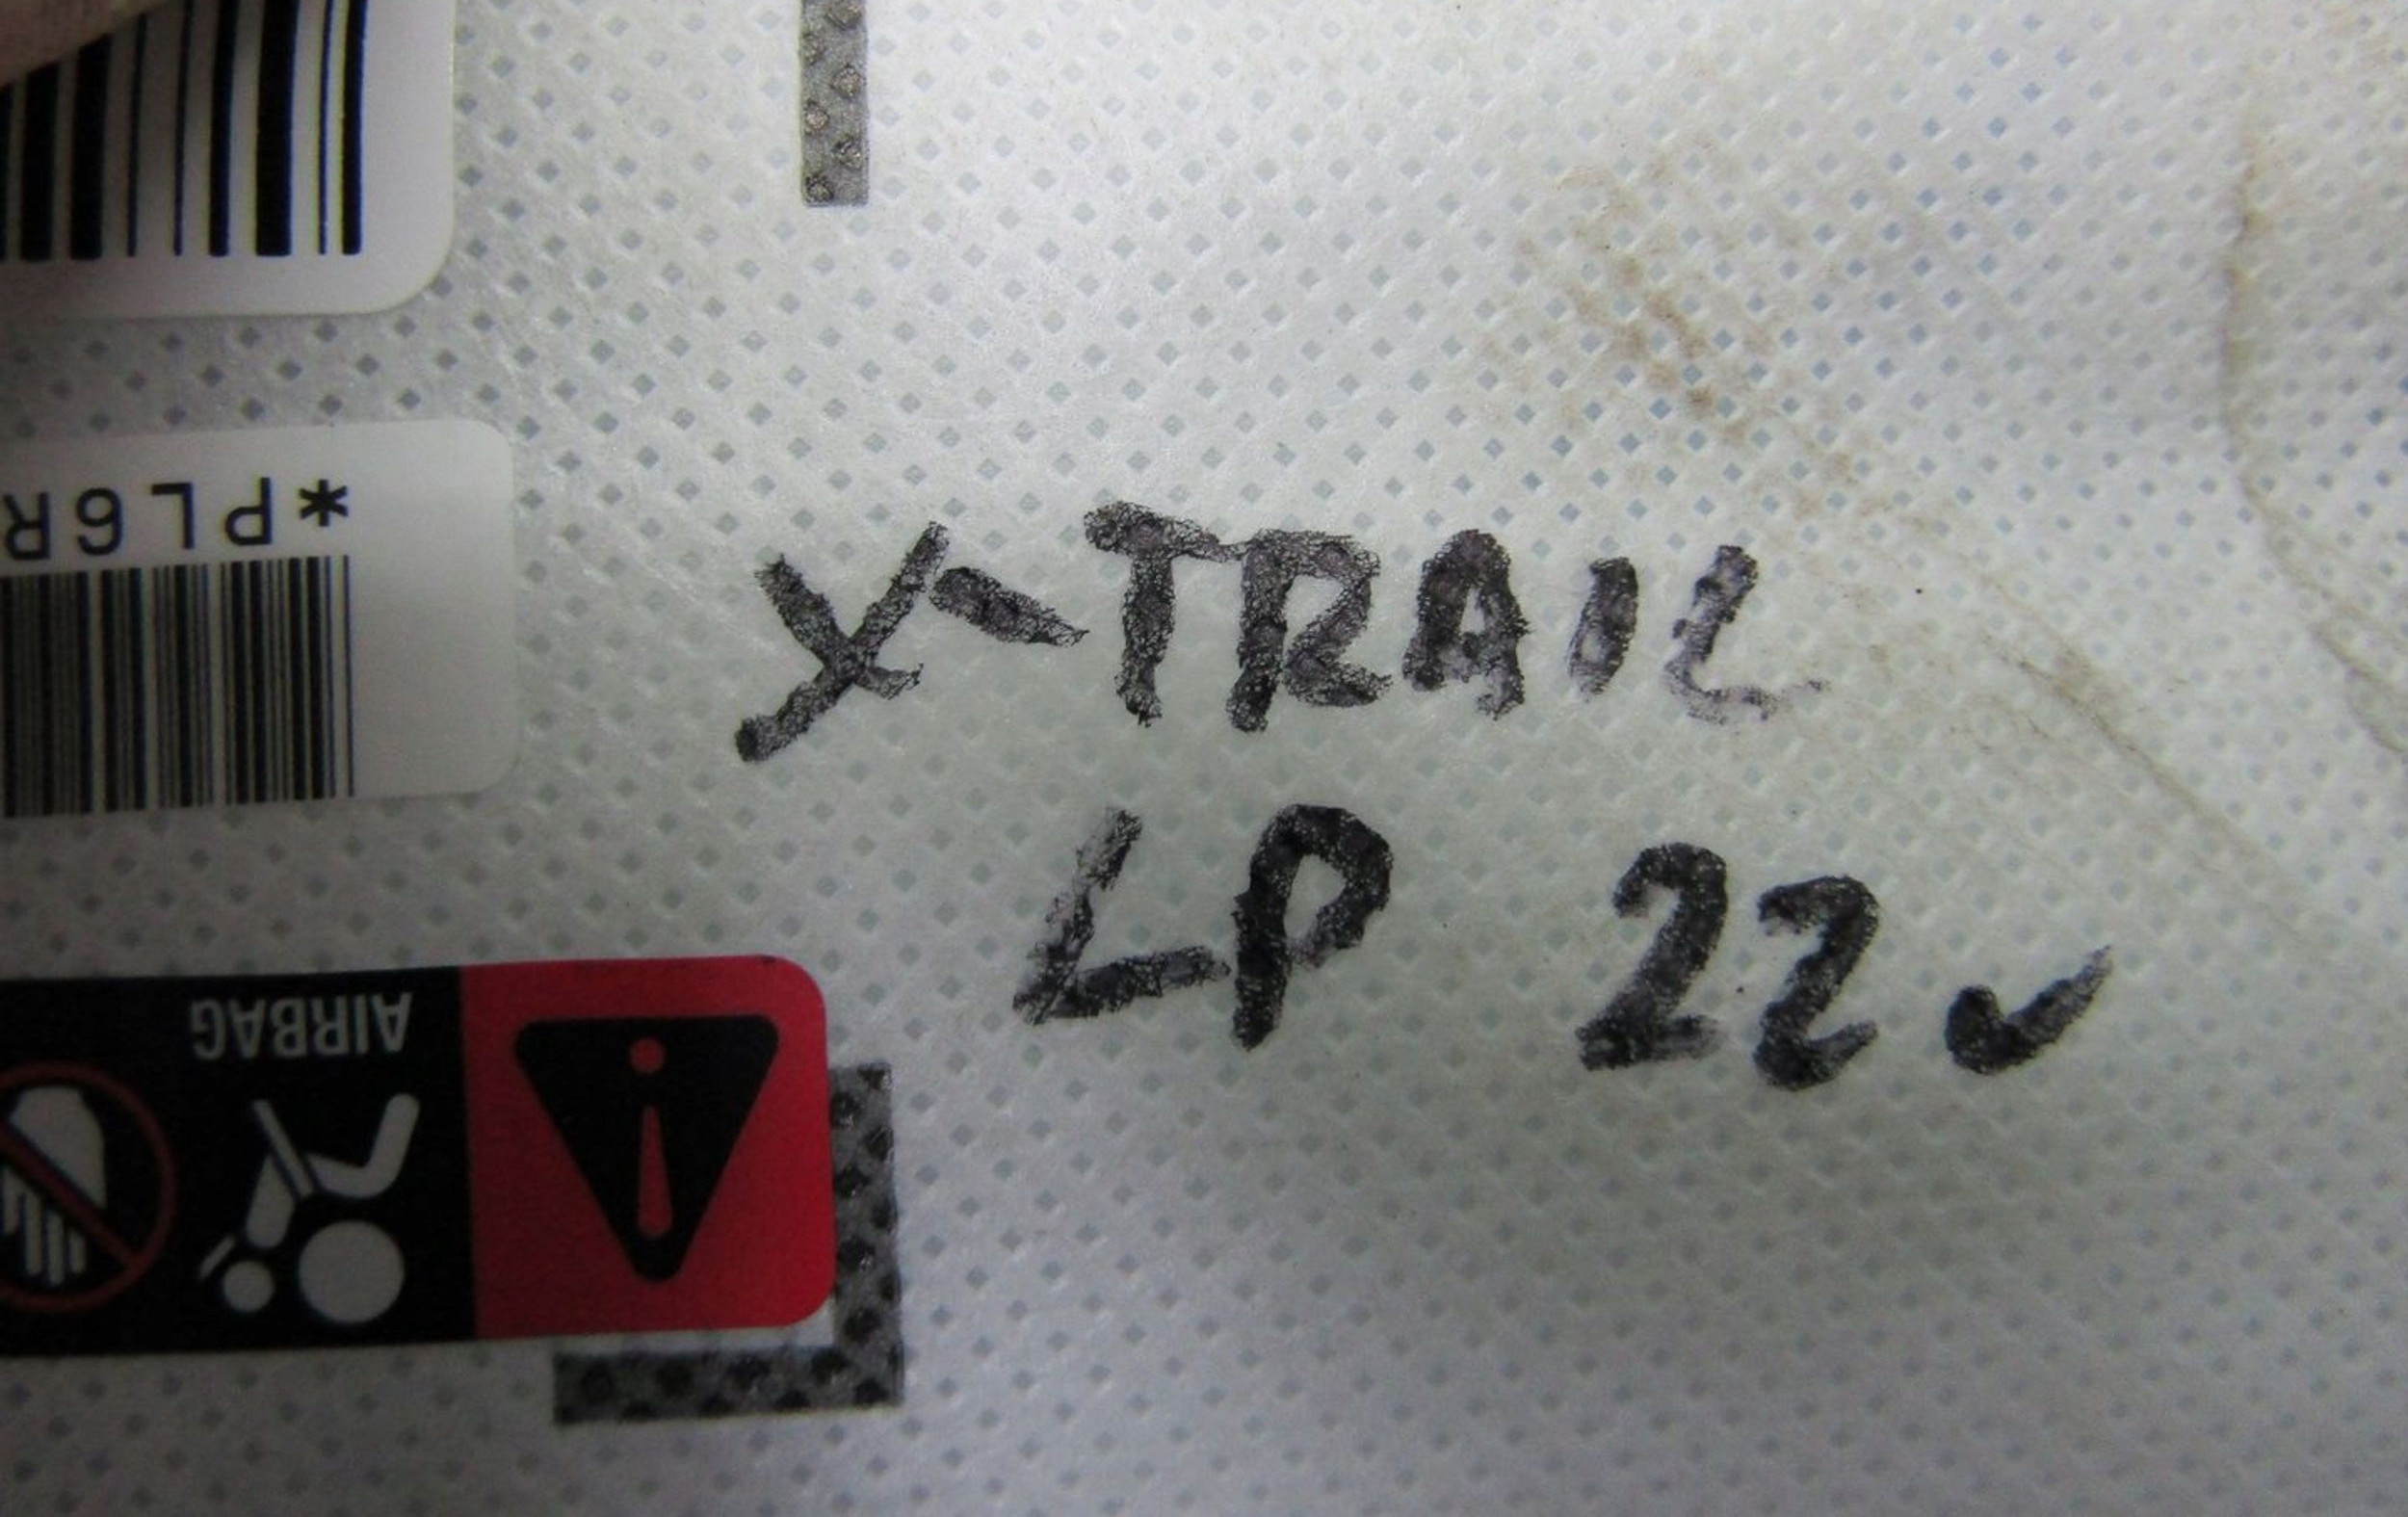 *PL6R
X-TRAIL
LP 22✓
AIRBAG